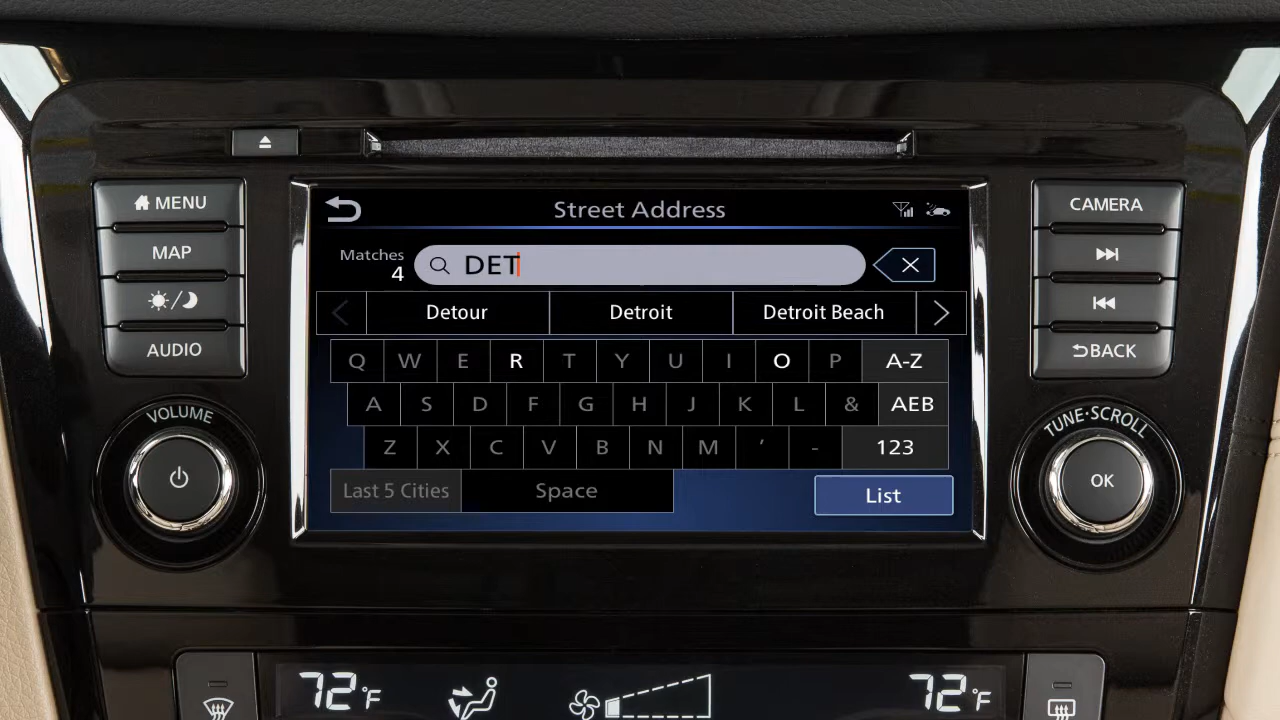 MENU
MAP
AUDIO
VOLUME
Street Address
Matches
4
DET
Detour
Detroit
Detroit Beach
Q W E R T Y U I O P A-Z
A S D F G H J K L & AEB
Z X C V B N M ' - 123
Last 5 Cities
Space
List
CAMERA
BACK
TUNE·SCROLL
OK
72°F
72°F